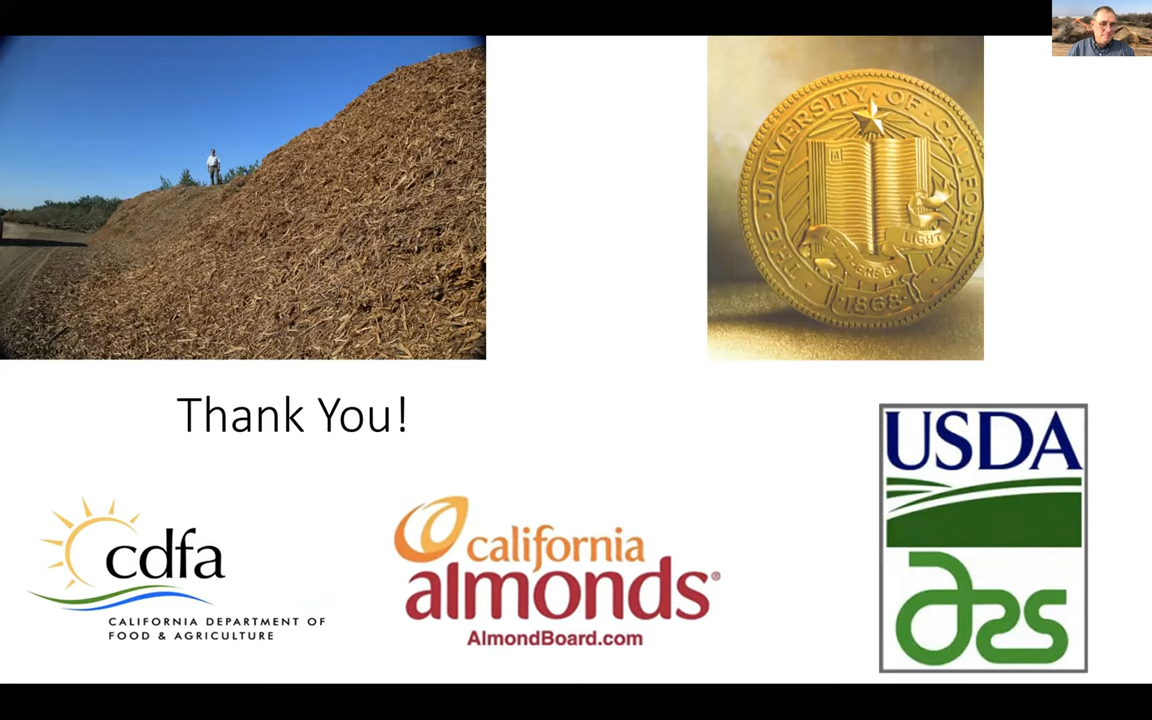 THE UNIVERSITY OF CALIFORNIA
LET THERE BE LIGHT
1868
Thank You!
cdfa
CALIFORNIA DEPARTMENT OF
FOOD & AGRICULTURE
california
almonds®
AlmondBoard.com
USDA
ars